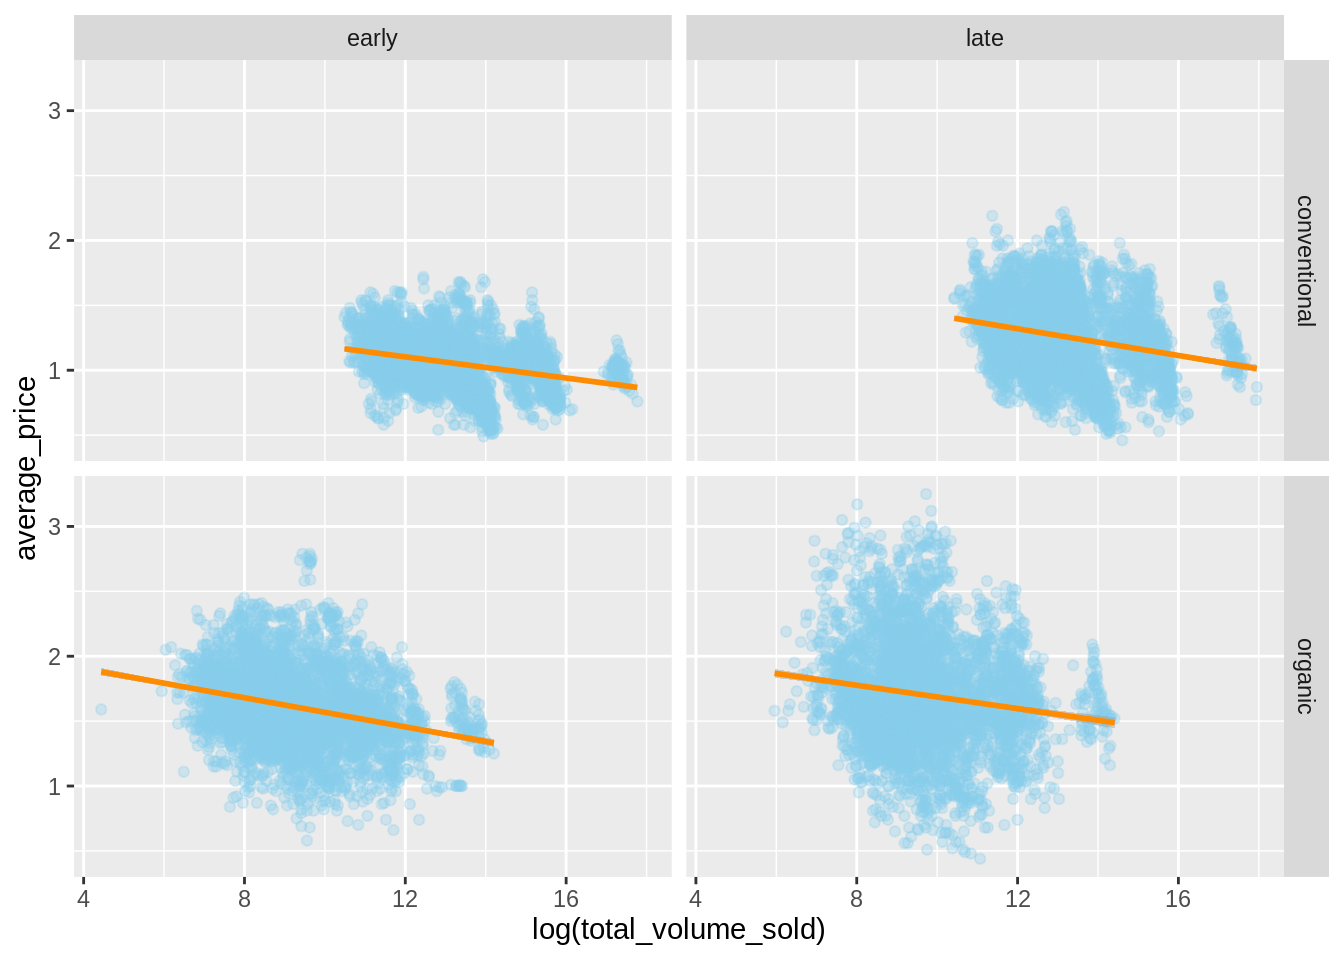 early
late
3
2
1
conventional
3
2
1
organic
average_price
4 8 12 16
4 8 12 16
log(total_volume_sold)